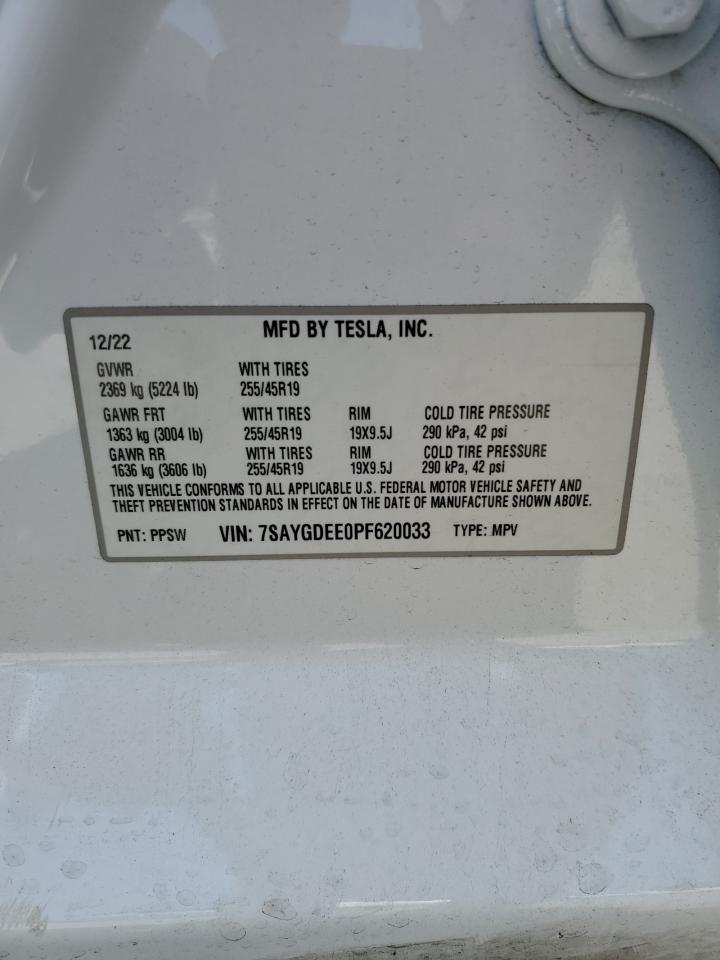 MFD BY TESLA, INC.
12/22
GVWR WITH TIRES
2369 kg (5224 lb) 255/45R19
GAWR FRT WITH TIRES RIM COLD TIRE PRESSURE
1363 kg (3004 lb) 255/45R19 19X9.5J 290 kPa, 42 psi
GAWR RR WITH TIRES RIM COLD TIRE PRESSURE
1636 kg (3606 lb) 255/45R19 19X9.5J 290 kPa, 42 psi
THIS VEHICLE CONFORMS TO ALL APPLICABLE U.S. FEDERAL MOTOR VEHICLE SAFETY AND
THEFT PREVENTION STANDARDS IN EFFECT ON THE DATE OF MANUFACTURE SHOWN ABOVE.
PNT: PPSW VIN: 7SAYGDEE0PF620033 TYPE: MPV